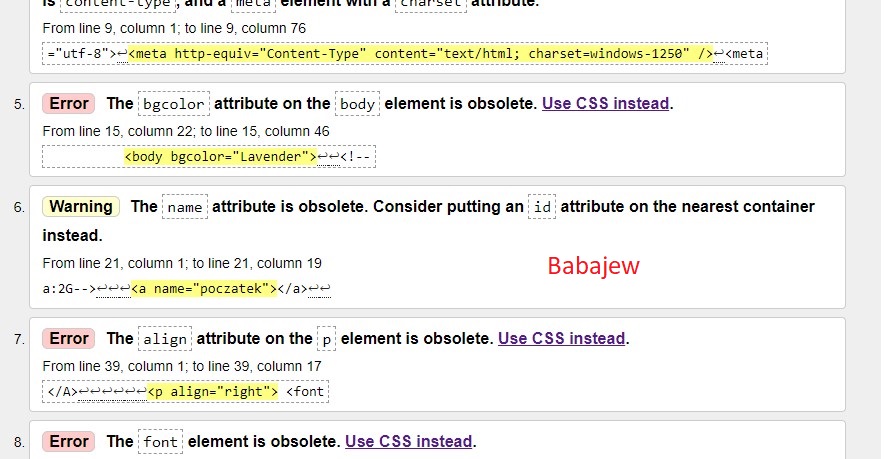 is content-type, and a meta element with a charset attribute.
From line 9, column 1; to line 9, column 76
="utf-8">↩<meta http-equiv="Content-Type" content="text/html; charset=windows-1250" />↩<meta
5. Error The bgcolor attribute on the body element is obsolete. Use CSS instead.
From line 15, column 22; to line 15, column 46
<body bgcolor="Lavender">↩↩<!--
6. Warning The name attribute is obsolete. Consider putting an id attribute on the nearest container
instead.
From line 21, column 1; to line 21, column 19
Babajew
a:2G-->↩↩↩<a name="poczatek"></a>↩↩
7. Error The align attribute on the p element is obsolete. Use CSS instead.
From line 39, column 1; to line 39, column 17
</A>↩↩↩↩↩↩<p align="right"> <font
8. Error The font element is obsolete. Use CSS instead.